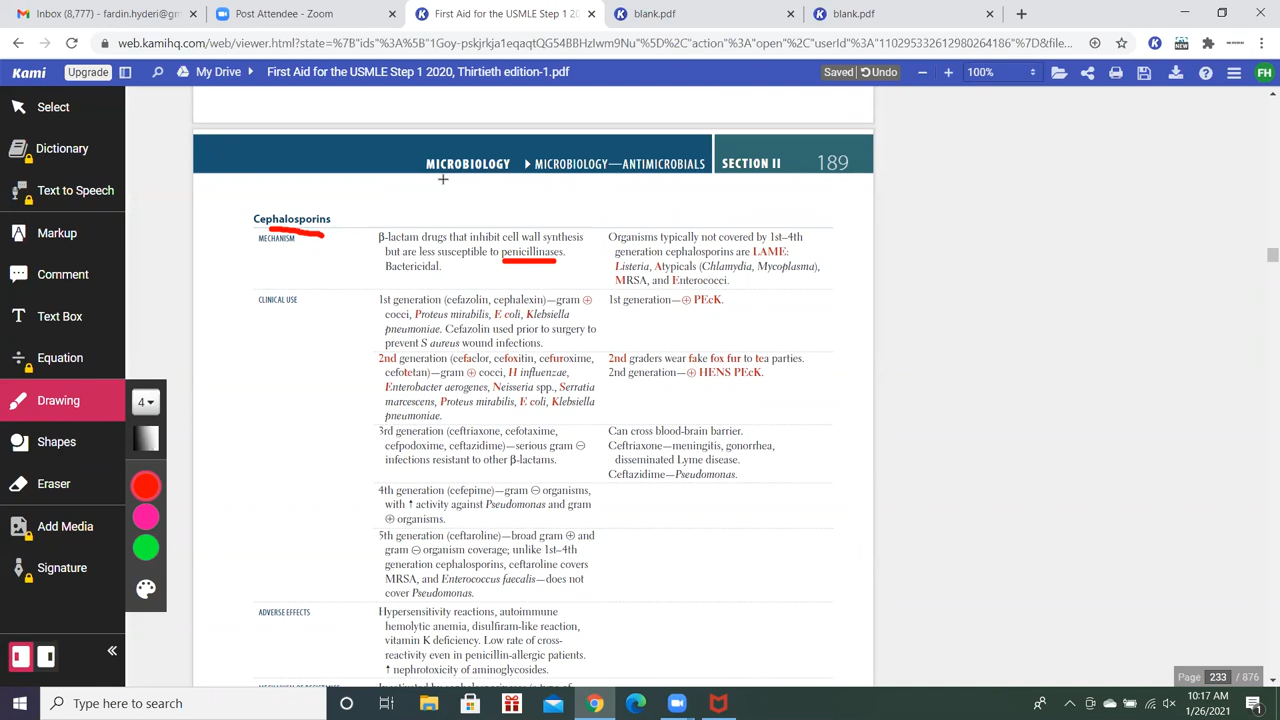 Inbox (8,777) - fardin.hyderi@gm
Post Attendee - Zoom
First Aid for the USMLE Step 1 20
blank.pdf
blank.pdf
web.kamihq.com/web/viewer.html?state=%7B"ids"%3A%5B"1Goy-pskjrkja1eqaqtQG54BBHzlwm9Nu"%5D%2C"action"%3A"open"%2C"userId"%3A"110295332612980264186"%7D&file...
Kami
Upgrade
My Drive
First Aid for the USMLE Step 1 2020, Thirtieth edition-1.pdf
Saved Undo
100%
FH
Select
Dictionary
Text to Speech
Markup
Comment
Text Box
Equation
Drawing
4
Shapes
Eraser
Add Media
Signature
MICROBIOLOGY ▶ MICROBIOLOGY—ANTIMICROBIALS SECTION II 189
Cephalosporins
MECHANISM
β-lactam drugs that inhibit cell wall synthesis
but are less susceptible to penicillinases.
Bactericidal.
Organisms typically not covered by 1st–4th
generation cephalosporins are LAME:
Listeria, Atypicals (Chlamydia, Mycoplasma),
MRSA, and Enterococci.
CLINICAL USE
1st generation (cefazolin, cephalexin)—gram ⊕
cocci, Proteus mirabilis, E coli, Klebsiella
pneumoniae. Cefazolin used prior to surgery to
prevent S aureus wound infections.
1st generation—⊕ PEcK.
2nd generation (cefaclor, cefoxitin, cefuroxime,
cefotetan)—gram ⊕ cocci, H influenzae,
Enterobacter aerogenes, Neisseria spp., Serratia
marcescens, Proteus mirabilis, E coli, Klebsiella
pneumoniae.
2nd graders wear fake fox fur to tea parties.
2nd generation—⊕ HENS PEcK.
3rd generation (ceftriaxone, cefotaxime,
cefpodoxime, ceftazidime)—serious gram ⊖
infections resistant to other β-lactams.
Can cross blood-brain barrier.
Ceftriaxone—meningitis, gonorrhea,
disseminated Lyme disease.
Ceftazidime—Pseudomonas.
4th generation (cefepime)—gram ⊖ organisms,
with ↑ activity against Pseudomonas and gram
⊕ organisms.
5th generation (ceftaroline)—broad gram ⊕ and
gram ⊖ organism coverage; unlike 1st–4th
generation cephalosporins, ceftaroline covers
MRSA, and Enterococcus faecalis—does not
cover Pseudomonas.
ADVERSE EFFECTS
Hypersensitivity reactions, autoimmune
hemolytic anemia, disulfiram-like reaction,
vitamin K deficiency. Low rate of cross-
reactivity even in penicillin-allergic patients.
↑ nephrotoxicity of aminoglycosides.
Page 233 / 876
Type here to search
10:17 AM
1/26/2021